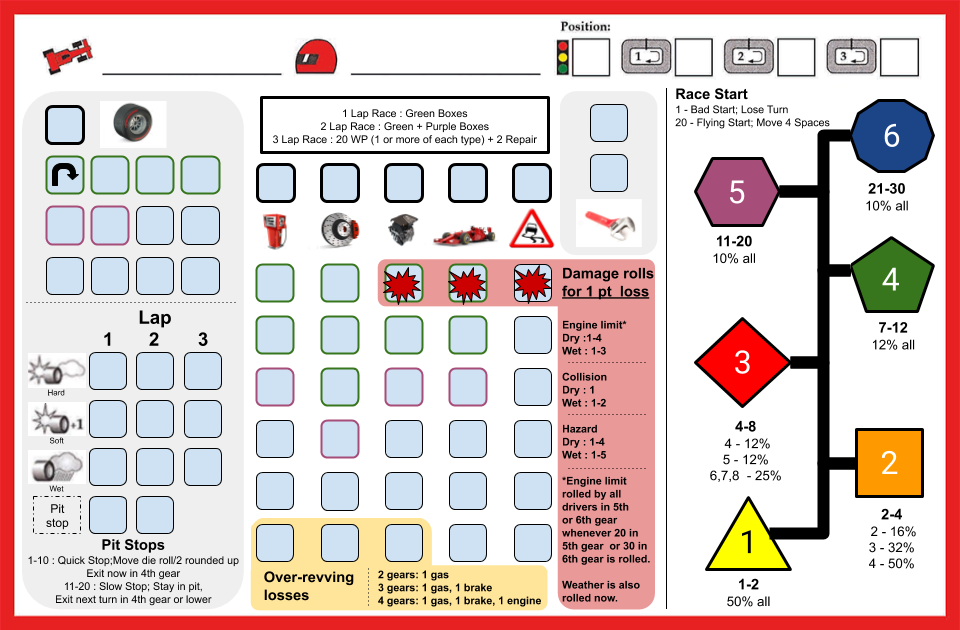 Position:
1
2
3
Race Start
1 - Bad Start; Lose Turn
20 - Flying Start; Move 4 Spaces
1 Lap Race : Green Boxes
2 Lap Race : Green + Purple Boxes
3 Lap Race : 20 WP (1 or more of each type) + 2 Repair
6
21-30
10% all
5
11-20
10% all
4
7-12
12% all
3
4-8
4 - 12%
5 - 12%
6,7,8 - 25%
2
2-4
2 - 16%
3 - 32%
4 - 50%
1
1-2
50% all
Damage rolls
for 1 pt loss
Engine limit*
Dry :1-4
Wet : 1-3
Collision
Dry : 1
Wet : 1-2
Hazard
Dry : 1-4
Wet : 1-5
*Engine limit
rolled by all
drivers in 5th
or 6th gear
whenever 20 in
5th gear or 30 in
6th gear is rolled.
Weather is also
rolled now.
Lap
1 2 3
Hard
+1
Soft
Wet
Pit
stop
Pit Stops
1-10 : Quick Stop;Move die roll/2 rounded up
Exit now in 4th gear
11-20 : Slow Stop; Stay in pit,
Exit next turn in 4th gear or lower
Over-revving
losses
2 gears: 1 gas
3 gears: 1 gas, 1 brake
4 gears: 1 gas, 1 brake, 1 engine